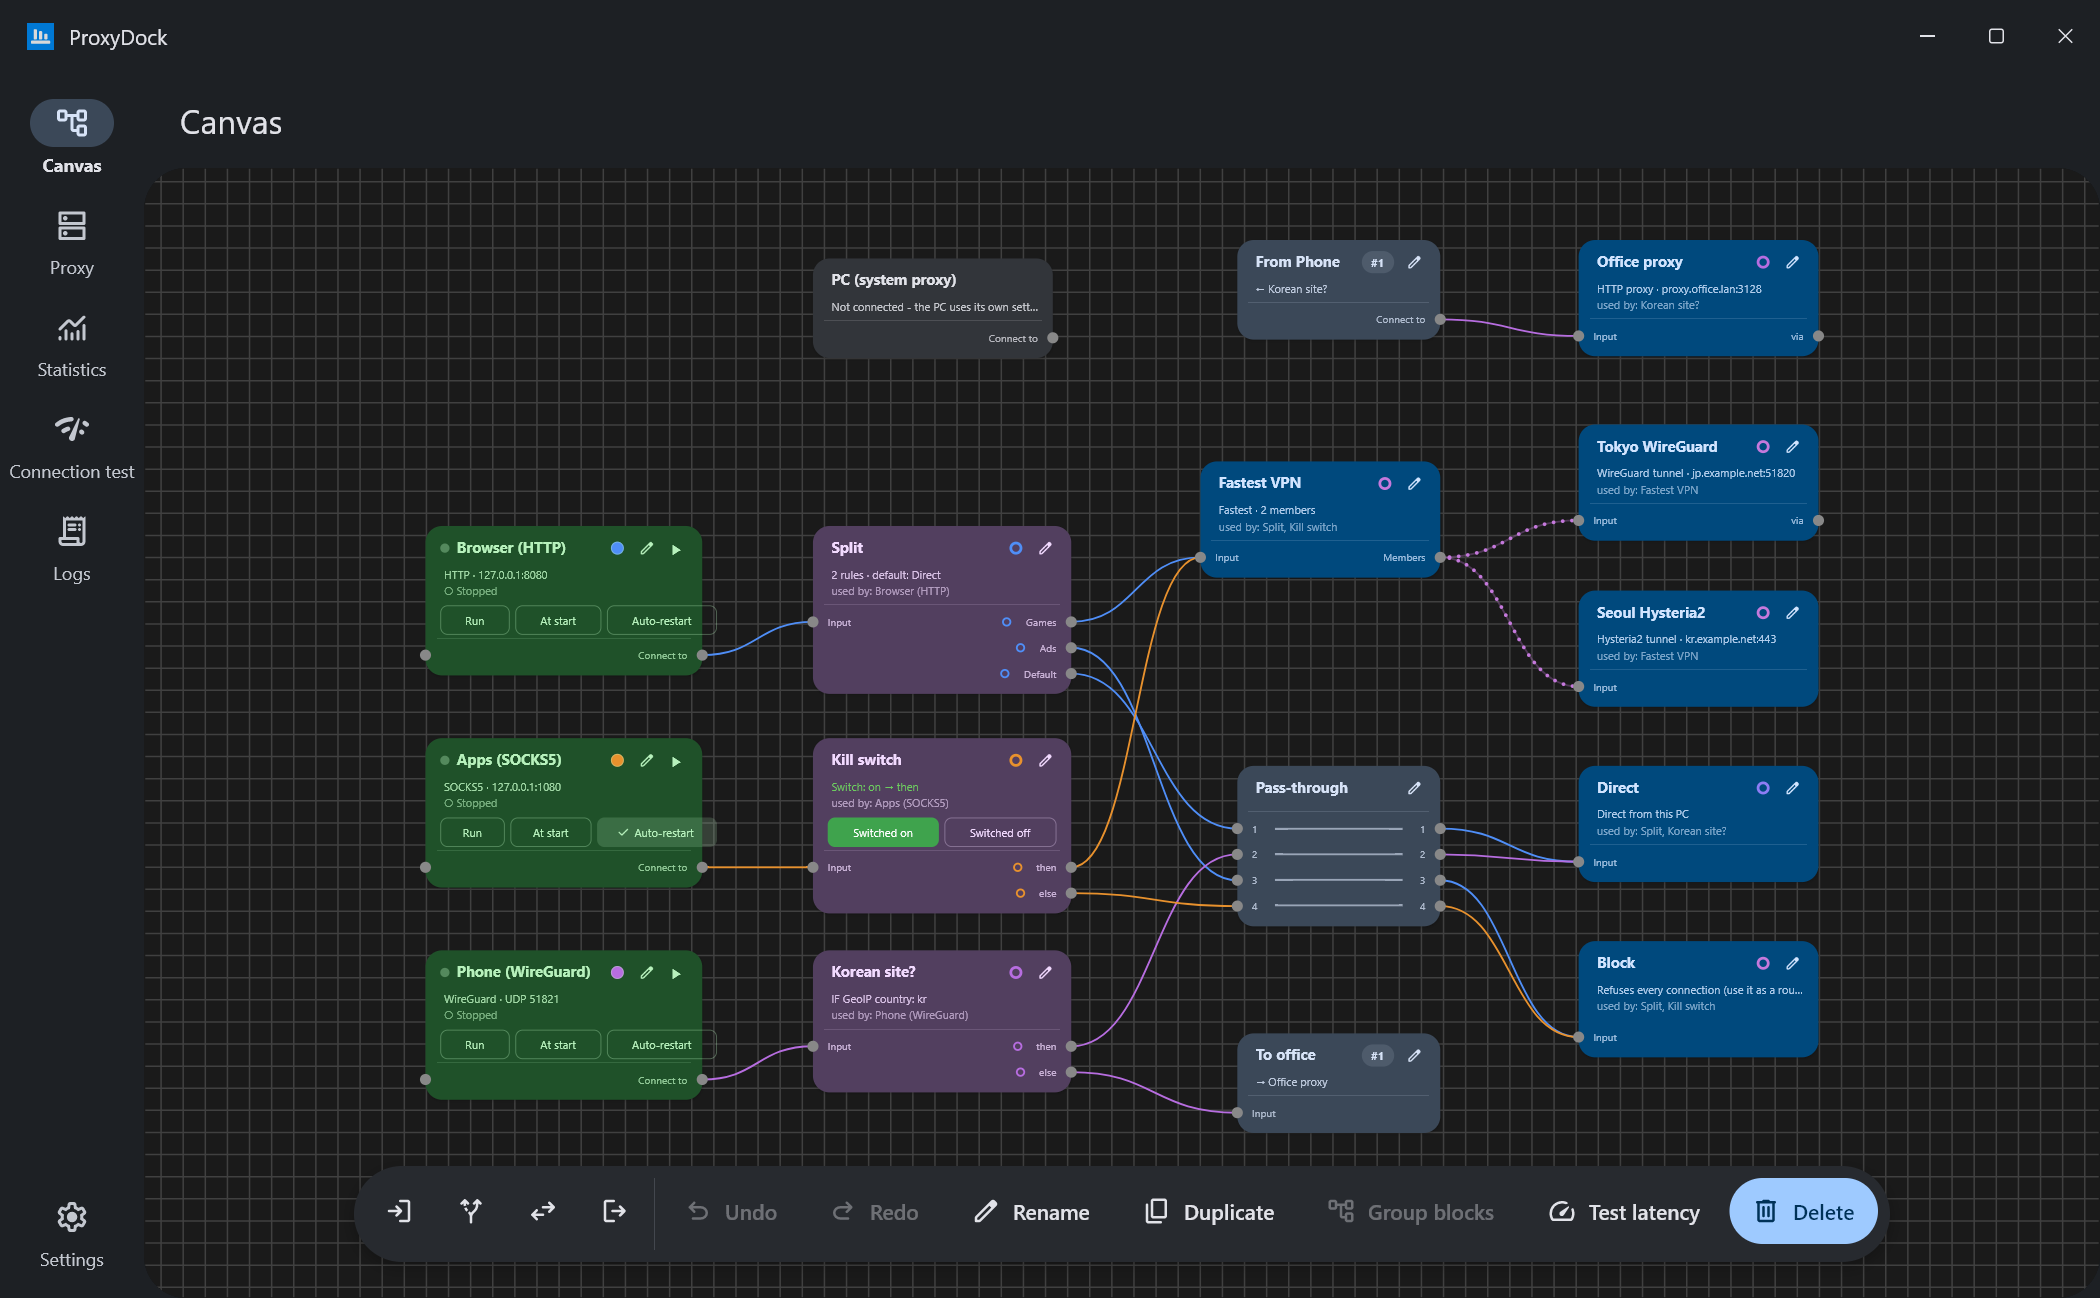 ProxyDock
Canvas
Canvas
Proxy
Statistics
Connection test
Logs
Settings
PC (system proxy)
Not connected - the PC uses its own sett...
Connect to
From Phone
#1
← Korean site?
Connect to
Office proxy
HTTP proxy · proxy.office.lan:3128
used by: Korean site?
Input
via
Tokyo WireGuard
WireGuard tunnel · jp.example.net:51820
used by: Fastest VPN
Input
via
Fastest VPN
Fastest · 2 members
used by: Split, Kill switch
Input
Members
Seoul Hysteria2
Hysteria2 tunnel · kr.example.net:443
used by: Fastest VPN
Input
Browser (HTTP)
HTTP · 127.0.0.1:8080
Stopped
Run
At start
Auto-restart
Connect to
Split
2 rules · default: Direct
used by: Browser (HTTP)
Input
Games
Ads
Default
Apps (SOCKS5)
SOCKS5 · 127.0.0.1:1080
Stopped
Run
At start
Auto-restart
Connect to
Kill switch
Switch: on → then
used by: Apps (SOCKS5)
Switched on
Switched off
Input
then
else
Pass-through
1 1
2 2
3 3
4 4
Direct
Direct from this PC
used by: Split, Korean site?
Input
Phone (WireGuard)
WireGuard · UDP 51821
Stopped
Run
At start
Auto-restart
Connect to
Korean site?
IF GeoIP country: kr
used by: Phone (WireGuard)
Input
then
else
To office
#1
→ Office proxy
Input
Block
Refuses every connection (use it as a rou...
used by: Split, Kill switch
Input
Undo
Redo
Rename
Duplicate
Group blocks
Test latency
Delete